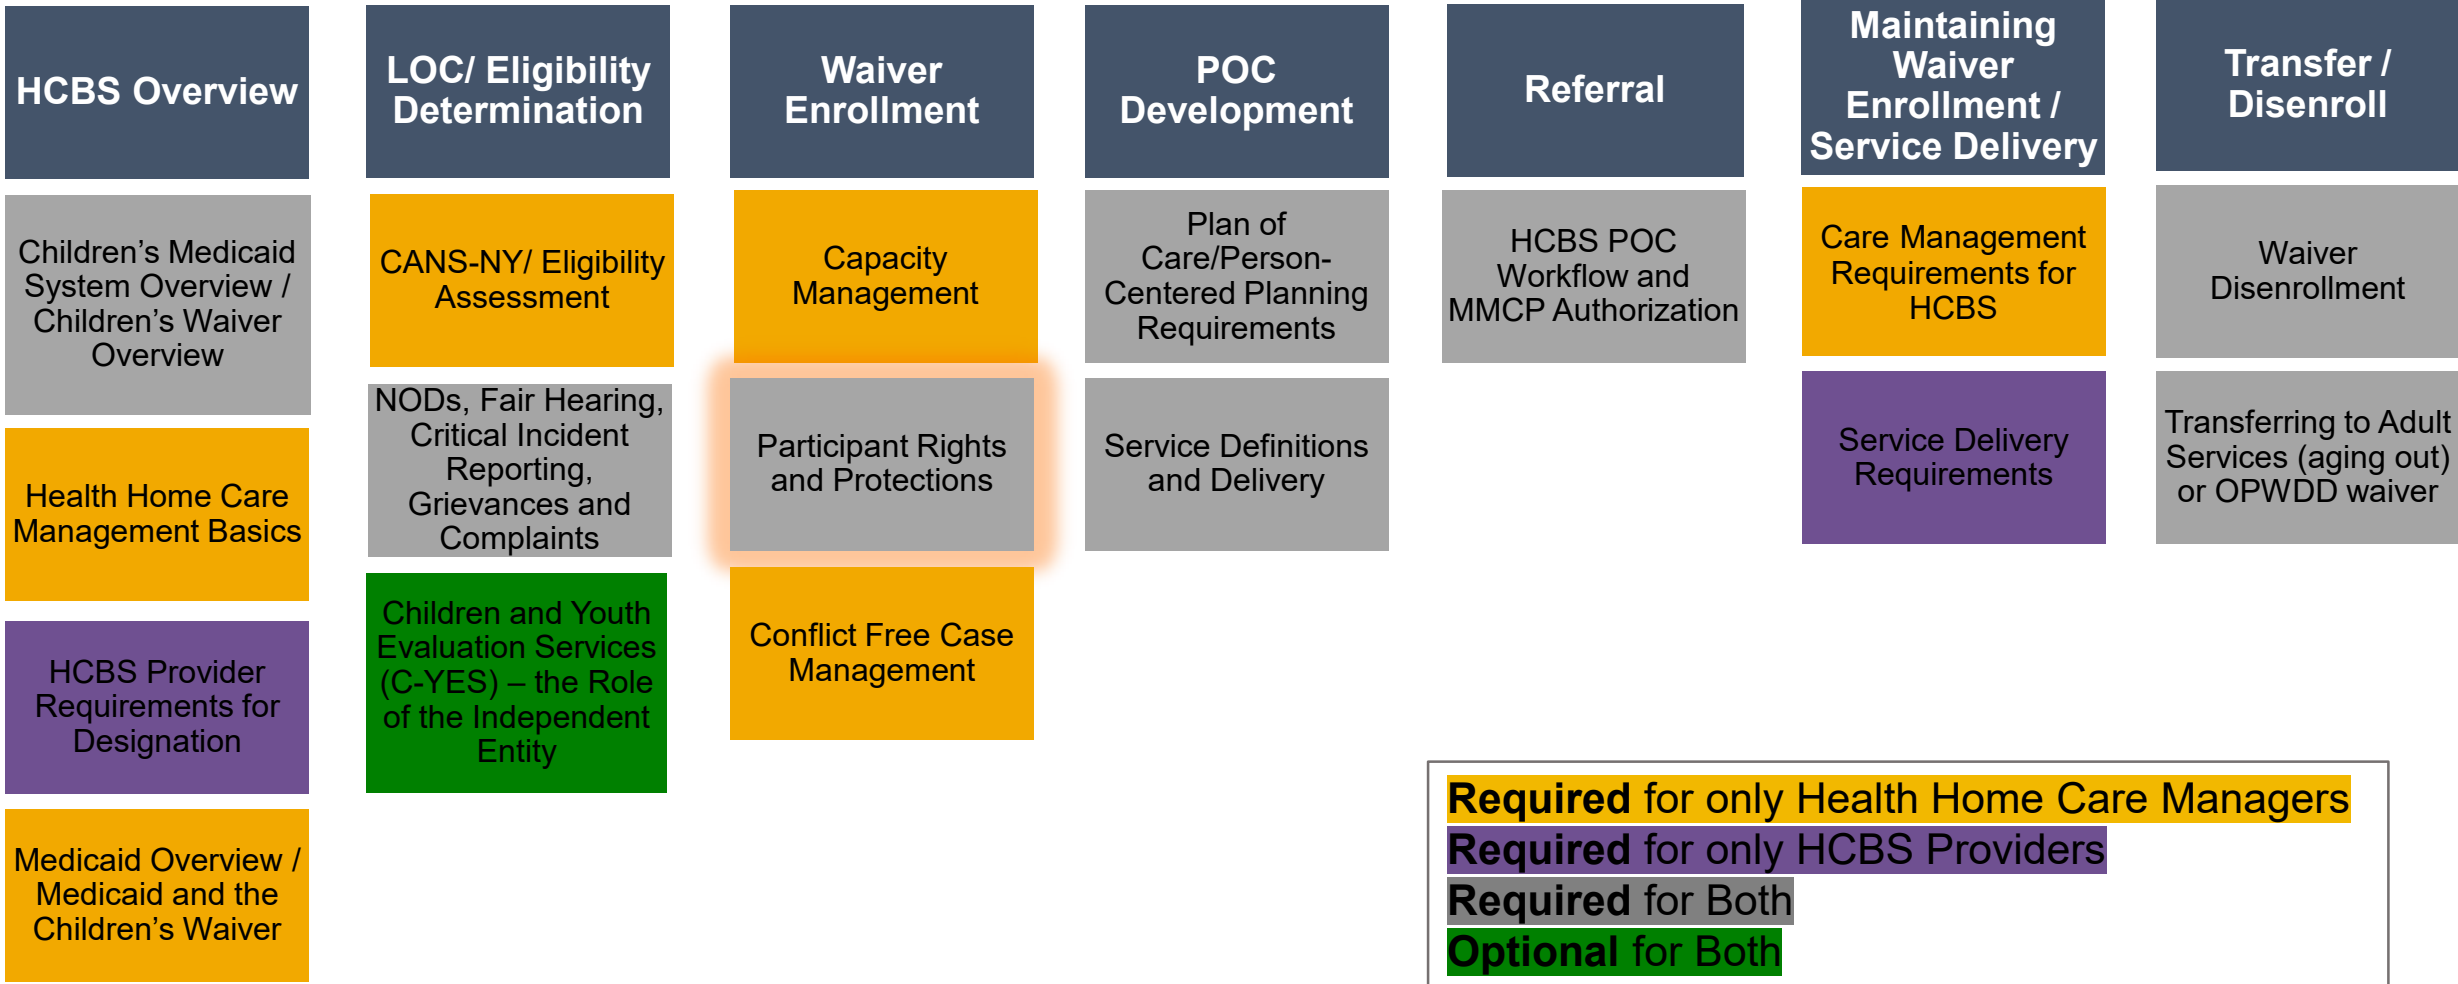 HCBS Overview
Children’s Medicaid
System Overview /
Children’s Waiver
Overview
Health Home Care
Management Basics
HCBS Provider
Requirements for
Designation
Medicaid Overview /
Medicaid and the
Children’s Waiver
LOC/ Eligibility
Determination
CANS-NY/ Eligibility
Assessment
NODs, Fair Hearing,
Critical Incident
Reporting,
Grievances and
Complaints
Children and Youth
Evaluation Services
(C-YES) – the Role
of the Independent
Entity
Waiver
Enrollment
Capacity
Management
Participant Rights
and Protections
Conflict Free Case
Management
POC
Development
Plan of
Care/Person-
Centered Planning
Requirements
Service Definitions
and Delivery
Referral
HCBS POC
Workflow and
MMCP Authorization
Maintaining
Waiver
Enrollment /
Service Delivery
Care Management
Requirements for
HCBS
Service Delivery
Requirements
Transfer /
Disenroll
Waiver
Disenrollment
Transferring to Adult
Services (aging out)
or OPWDD waiver
Required for only Health Home Care Managers
Required for only HCBS Providers
Required for Both
Optional for Both